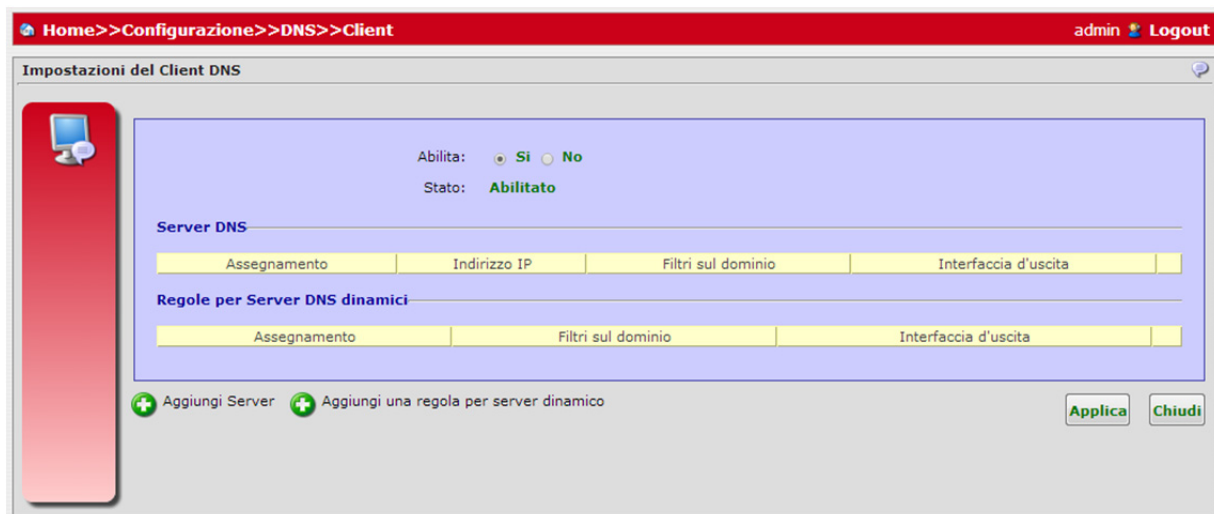 Home>>Configurazione>>DNS>>Client admin Logout
Impostazioni del Client DNS
Abilita: Si No
Stato: Abilitato
Server DNS
Assegnamento Indirizzo IP Filtri sul dominio Interfaccia d'uscita
Regole per Server DNS dinamici
Assegnamento Filtri sul dominio Interfaccia d'uscita
Aggiungi Server Aggiungi una regola per server dinamico Applica Chiudi